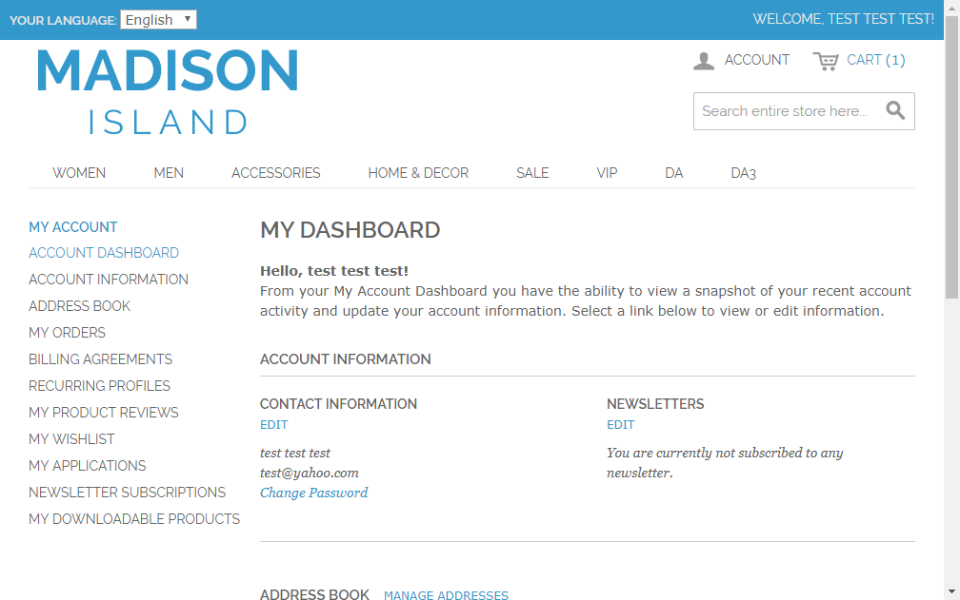 YOUR LANGUAGE: English
WELCOME, TEST TEST TEST!
MADISON
ISLAND
ACCOUNT
CART (1)
Search entire store here...
WOMEN MEN ACCESSORIES HOME & DECOR SALE VIP DA DA3
MY ACCOUNT
ACCOUNT DASHBOARD
ACCOUNT INFORMATION
ADDRESS BOOK
MY ORDERS
BILLING AGREEMENTS
RECURRING PROFILES
MY PRODUCT REVIEWS
MY WISHLIST
MY APPLICATIONS
NEWSLETTER SUBSCRIPTIONS
MY DOWNLOADABLE PRODUCTS
MY DASHBOARD
Hello, test test test!
From your My Account Dashboard you have the ability to view a snapshot of your recent account
activity and update your account information. Select a link below to view or edit information.
ACCOUNT INFORMATION
CONTACT INFORMATION
EDIT
test test test
test@yahoo.com
Change Password
NEWSLETTERS
EDIT
You are currently not subscribed to any
newsletter.
ADDRESS BOOK MANAGE ADDRESSES